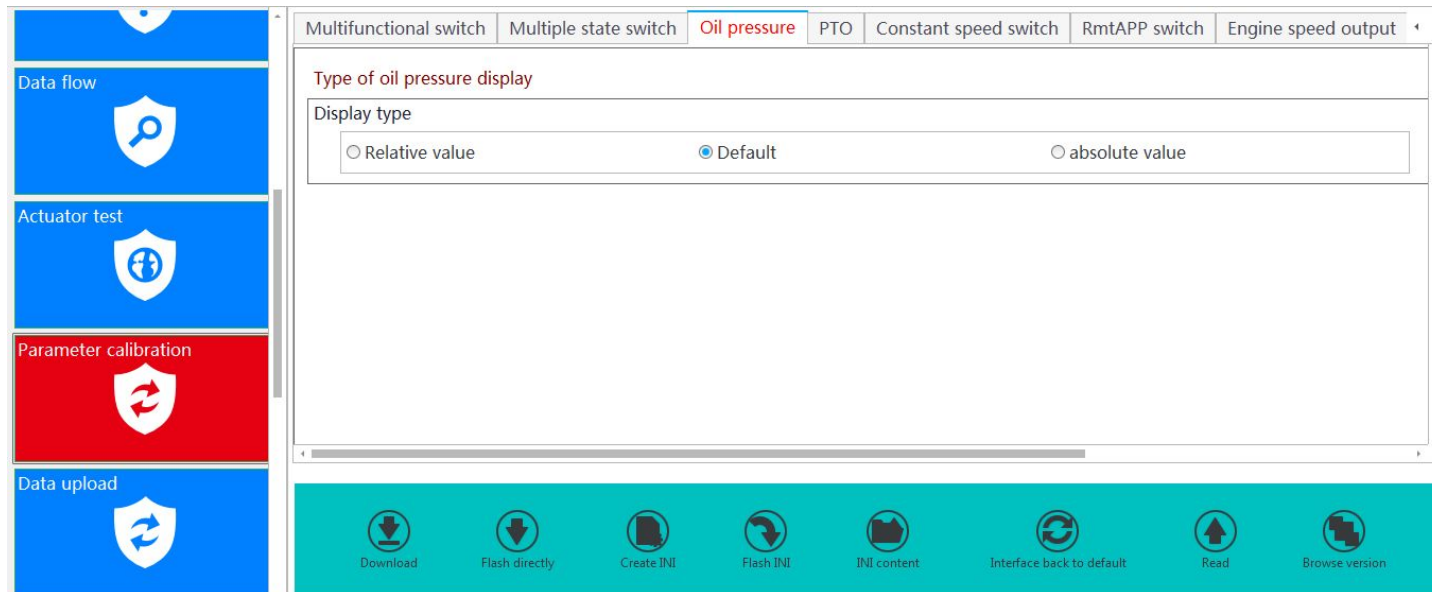 Data flow
Actuator test
Parameter calibration
Data upload
Multifunctional switch Multiple state switch Oil pressure PTO Constant speed switch RmtAPP switch Engine speed output
Type of oil pressure display
Display type
Relative value Default absolute value
Download Flash directly Create INI Flash INI INI content Interface back to default Read Browse version